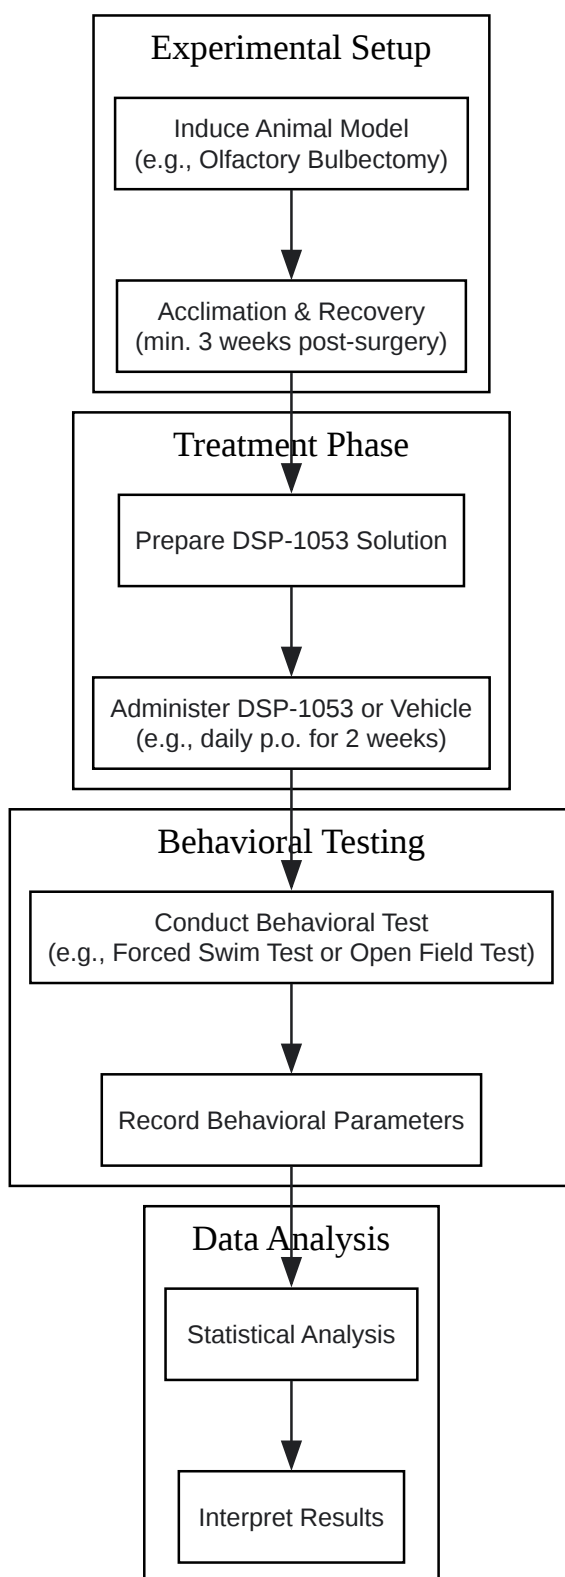 Experimental Setup
Induce Animal Model
(e.g., Olfactory Bulbectomy)
Acclimation & Recovery
(min. 3 weeks post-surgery)
Treatment Phase
Prepare DSP-1053 Solution
Administer DSP-1053 or Vehicle
(e.g., daily p.o. for 2 weeks)
Behavioral Testing
Conduct Behavioral Test
(e.g., Forced Swim Test or Open Field Test)
Record Behavioral Parameters
Data Analysis
Statistical Analysis
Interpret Results